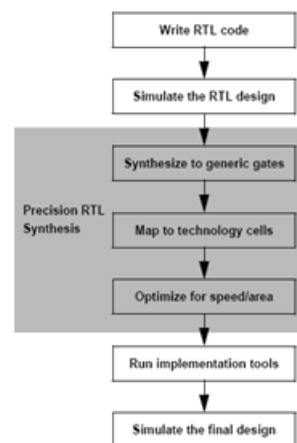 Write RTL code
Simulate the RTL design
Synthesize to generic gates
Precision RTL
Synthesis
Map to technology cells
Optimize for speed/area
Run implementation tools
Simulate the final design